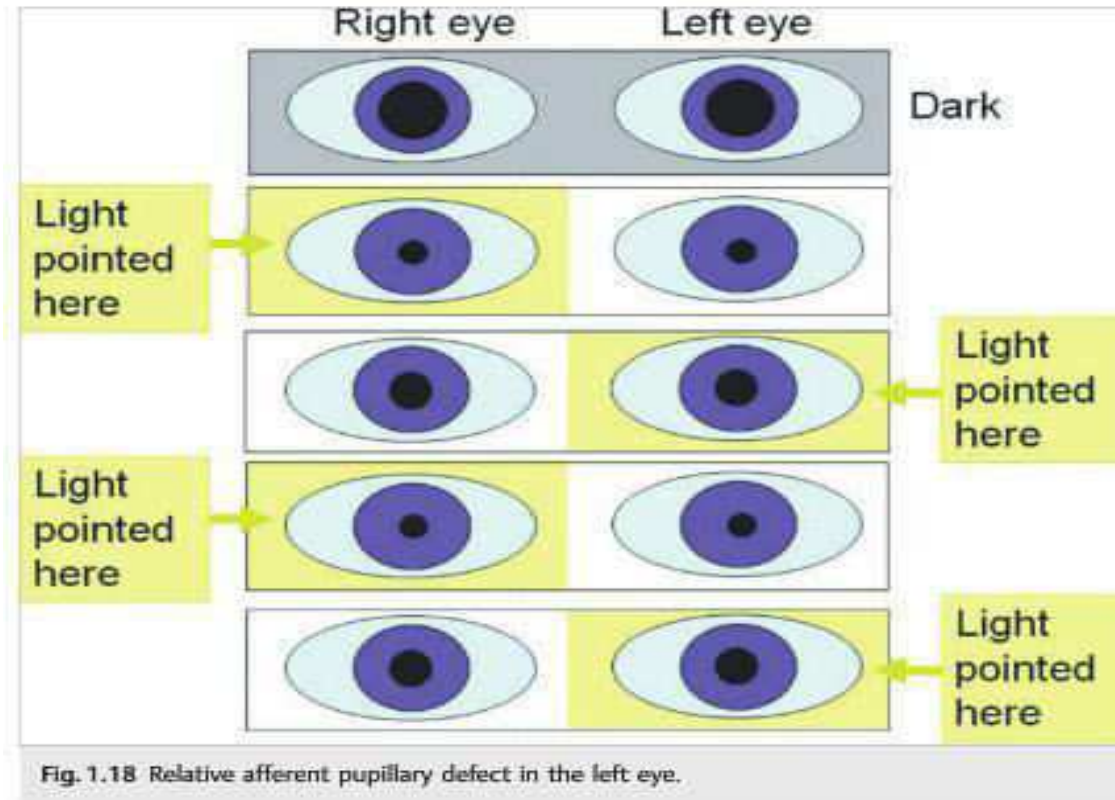 Right eye Left eye
Dark
Light
pointed
here
Light
pointed
here
Light
pointed
here
Light
pointed
here
Fig. 1.18 Relative afferent pupillary defect in the left eye.